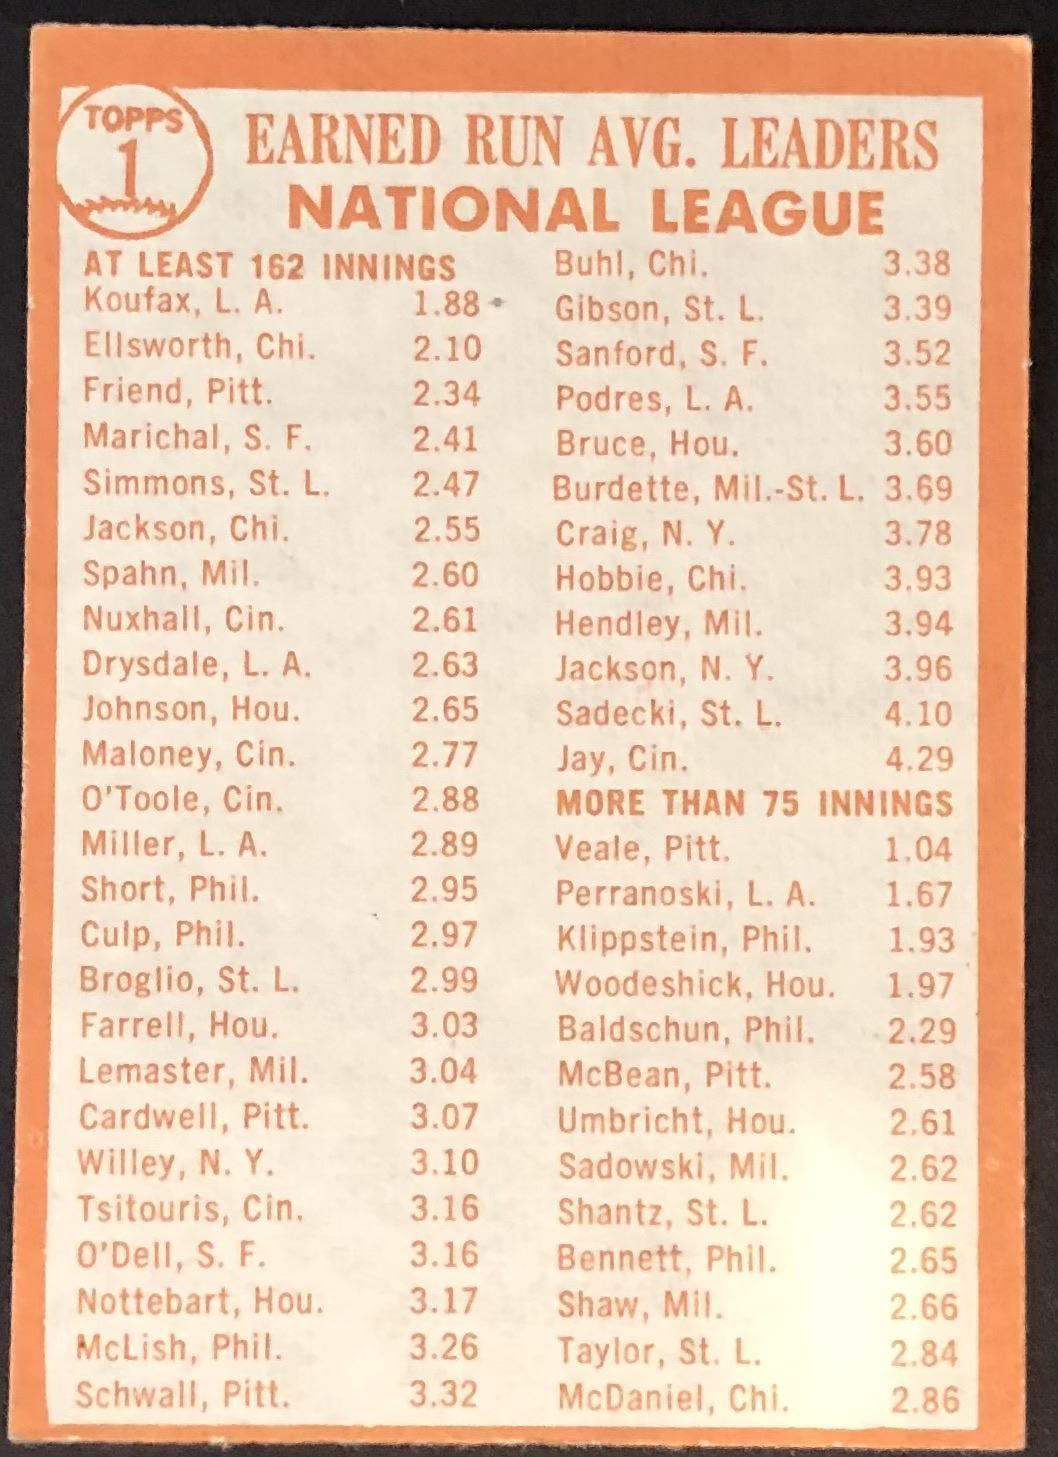 TOPPS
1
EARNED RUN AVG. LEADERS
NATIONAL LEAGUE
AT LEAST 162 INNINGS
Koufax, L. A. 1.88
Ellsworth, Chi. 2.10
Friend, Pitt. 2.34
Marichal, S. F. 2.41
Simmons, St. L. 2.47
Jackson, Chi. 2.55
Spahn, Mil. 2.60
Nuxhall, Cin. 2.61
Drysdale, L. A. 2.63
Johnson, Hou. 2.65
Maloney, Cin. 2.77
O'Toole, Cin. 2.88
Miller, L. A. 2.89
Short, Phil. 2.95
Culp, Phil. 2.97
Broglio, St. L. 2.99
Farrell, Hou. 3.03
Lemaster, Mil. 3.04
Cardwell, Pitt. 3.07
Willey, N. Y. 3.10
Tsitouris, Cin. 3.16
O'Dell, S. F. 3.16
Nottebart, Hou. 3.17
McLish, Phil. 3.26
Schwall, Pitt. 3.32
Buhl, Chi. 3.38
Gibson, St. L. 3.39
Sanford, S. F. 3.52
Podres, L. A. 3.55
Bruce, Hou. 3.60
Burdette, Mil.-St. L. 3.69
Craig, N. Y. 3.78
Hobbie, Chi. 3.93
Hendley, Mil. 3.94
Jackson, N. Y. 3.96
Sadecki, St. L. 4.10
Jay, Cin. 4.29
MORE THAN 75 INNINGS
Veale, Pitt. 1.04
Perranoski, L. A. 1.67
Klippstein, Phil. 1.93
Woodeshick, Hou. 1.97
Baldschun, Phil. 2.29
McBean, Pitt. 2.58
Umbricht, Hou. 2.61
Sadowski, Mil. 2.62
Shantz, St. L. 2.62
Bennett, Phil. 2.65
Shaw, Mil. 2.66
Taylor, St. L. 2.84
McDaniel, Chi. 2.86